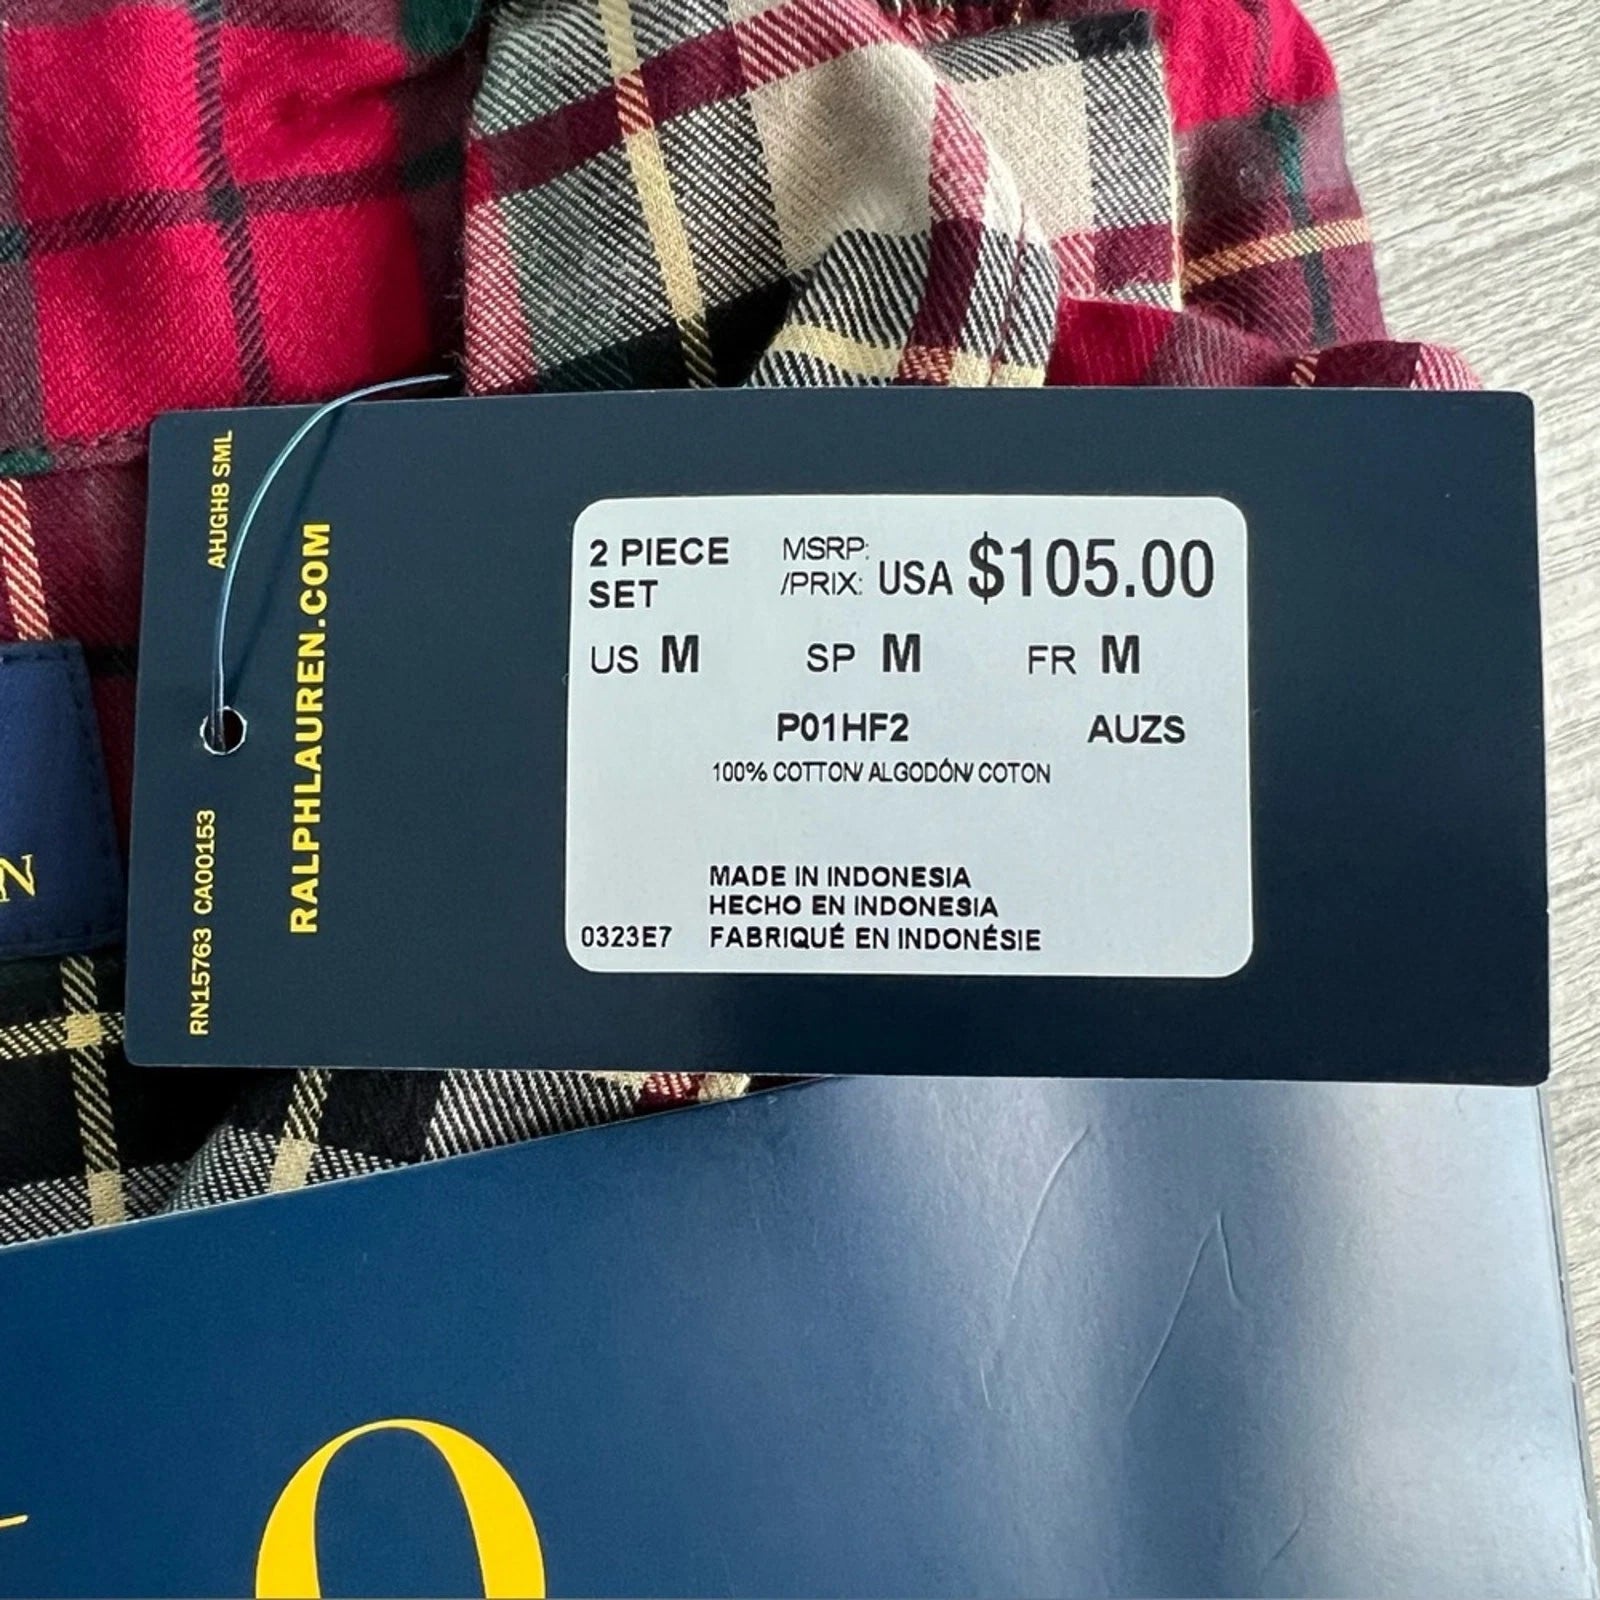 AHJGH8 SML
RALPHLAUREN.COM
RN15763 CA00153
2 PIECE
SET
MSRP:
/PRIX: USA $105.00
US M SP M FR M
P01HF2 AUZS
100% COTTON/ ALGODÓN/ COTON
MADE IN INDONESIA
HECHO EN INDONESIA
0323E7 FABRIQUÉ EN INDONÉSIE
N
O